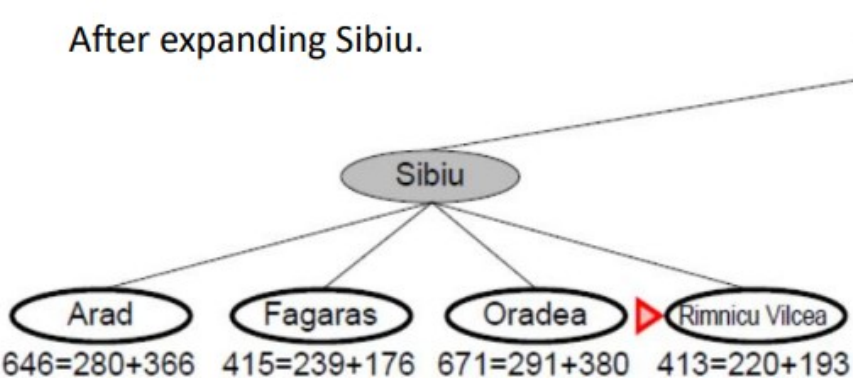 After expanding Sibiu.
Sibiu
Arad Fagaras Oradea Rimnicu Vilcea
646=280+366 415=239+176 671=291+380 413=220+193